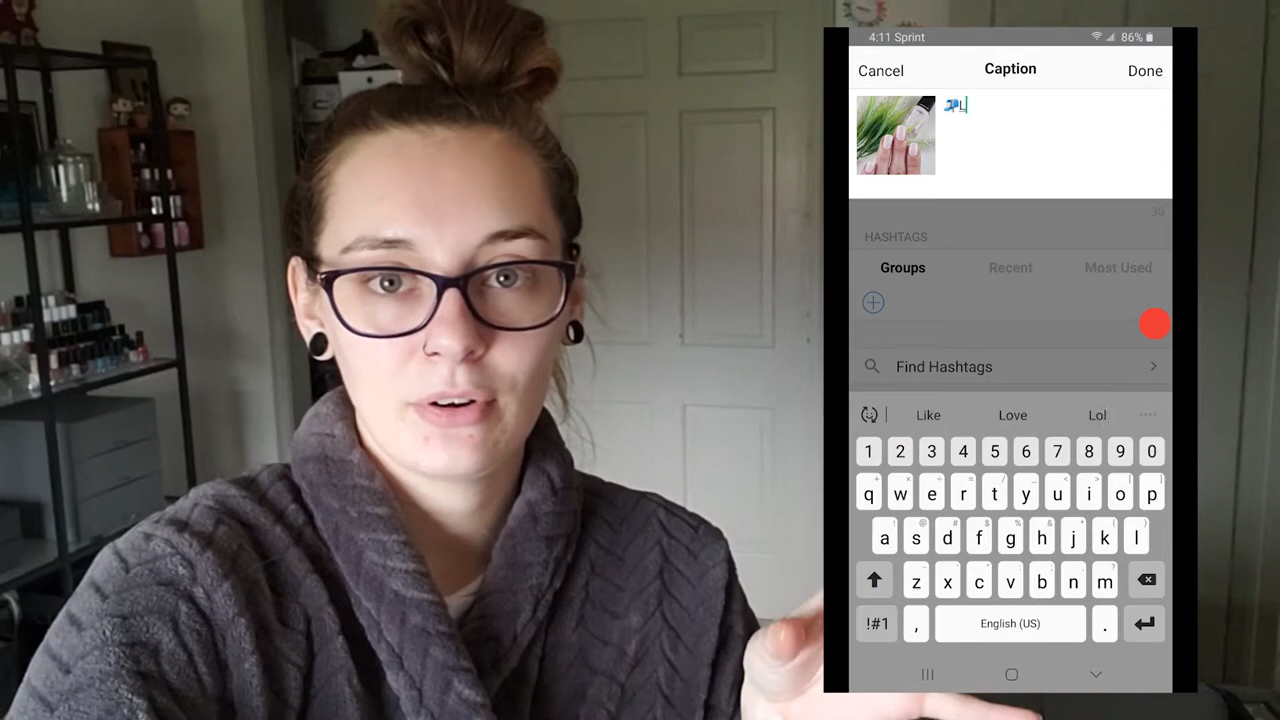 4:11 Sprint 86%
Cancel Caption Done
L
30
HASHTAGS
Groups Recent Most Used
Find Hashtags
Like Love Lol
1 2 3 4 5 6 7 8 9 0
q w e r t y u i o p
a s d f g h j k l
z x c v b n m
!#1 , English (US) .